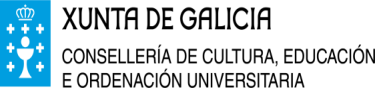 XUNTA DE GALICIA
CONSELLERÍA DE CULTURA, EDUCACIÓN
E ORDENACIÓN UNIVERSITARIA